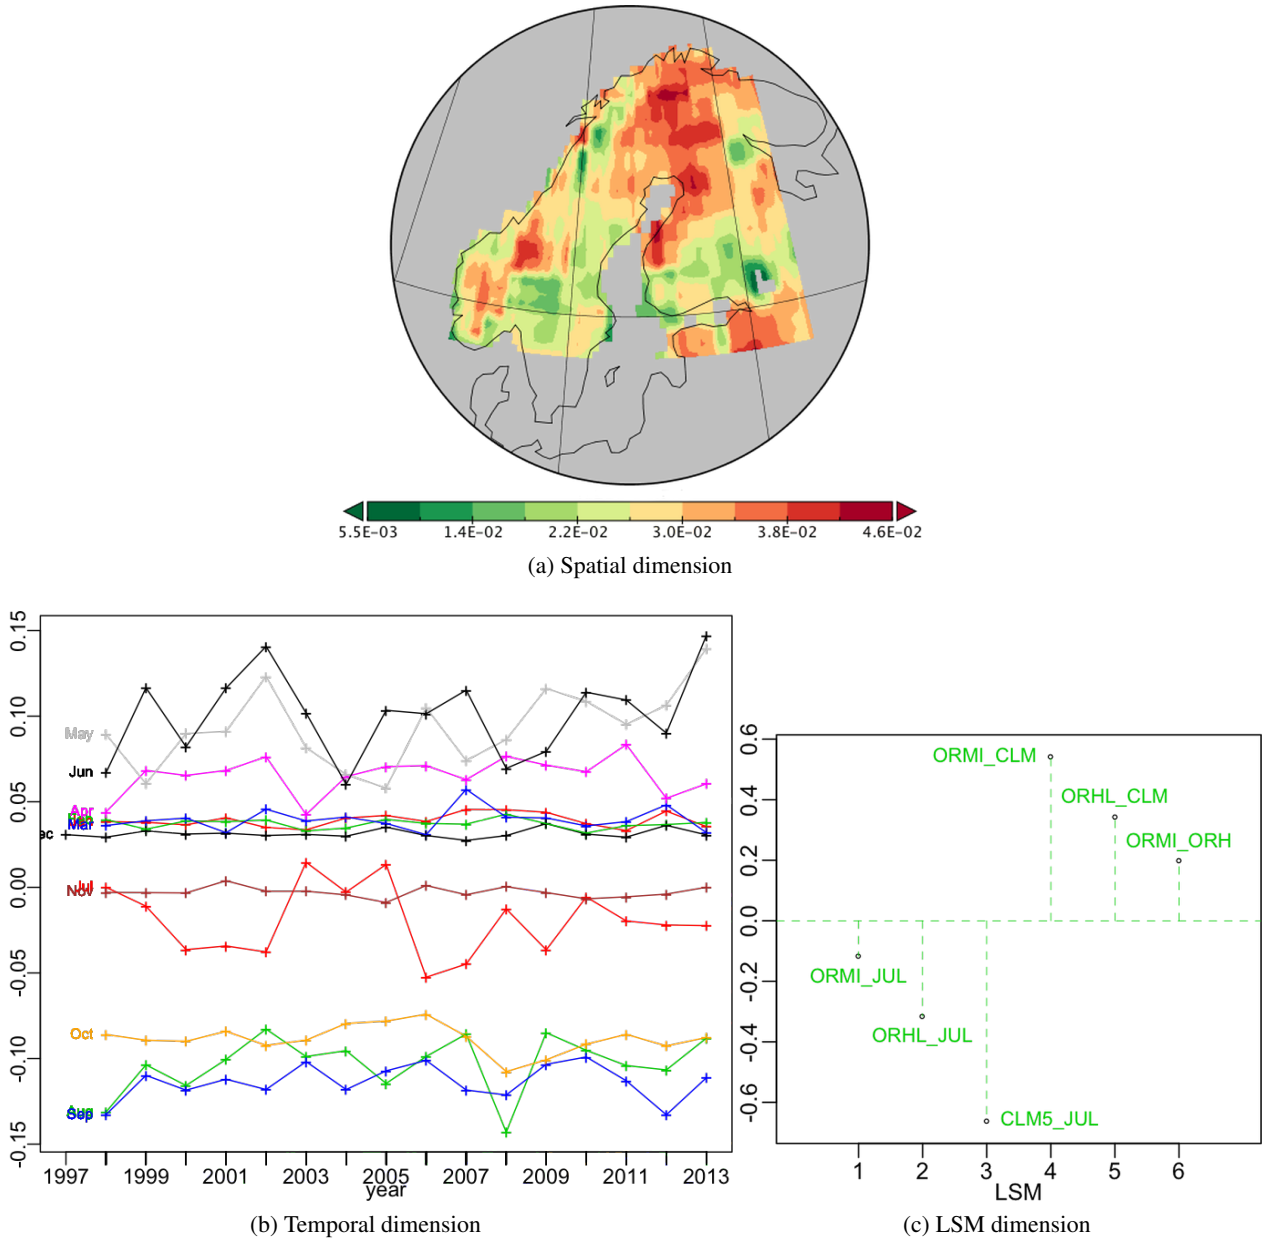 5.5E-03 1.4E-02 2.2E-02 3.0E-02 3.8E-02 4.6E-02
(a) Spatial dimension
0.15
0.10
0.05
0.00
-0.05
-0.10
-0.15
May
Jun
Apr
Mar
ec
Jul
Nov
Oct
Aug
Sep
1997 1999 2001 2003 2005 2007 2009 2011 2013
year
(b) Temporal dimension
0.6
0.4
0.2
0.0
-0.2
-0.4
-0.6
ORMI_CLM
ORHL_CLM
ORMI_ORH
ORMI_JUL
ORHL_JUL
CLM5_JUL
1 2 3 4 5 6
LSM
(c) LSM dimension